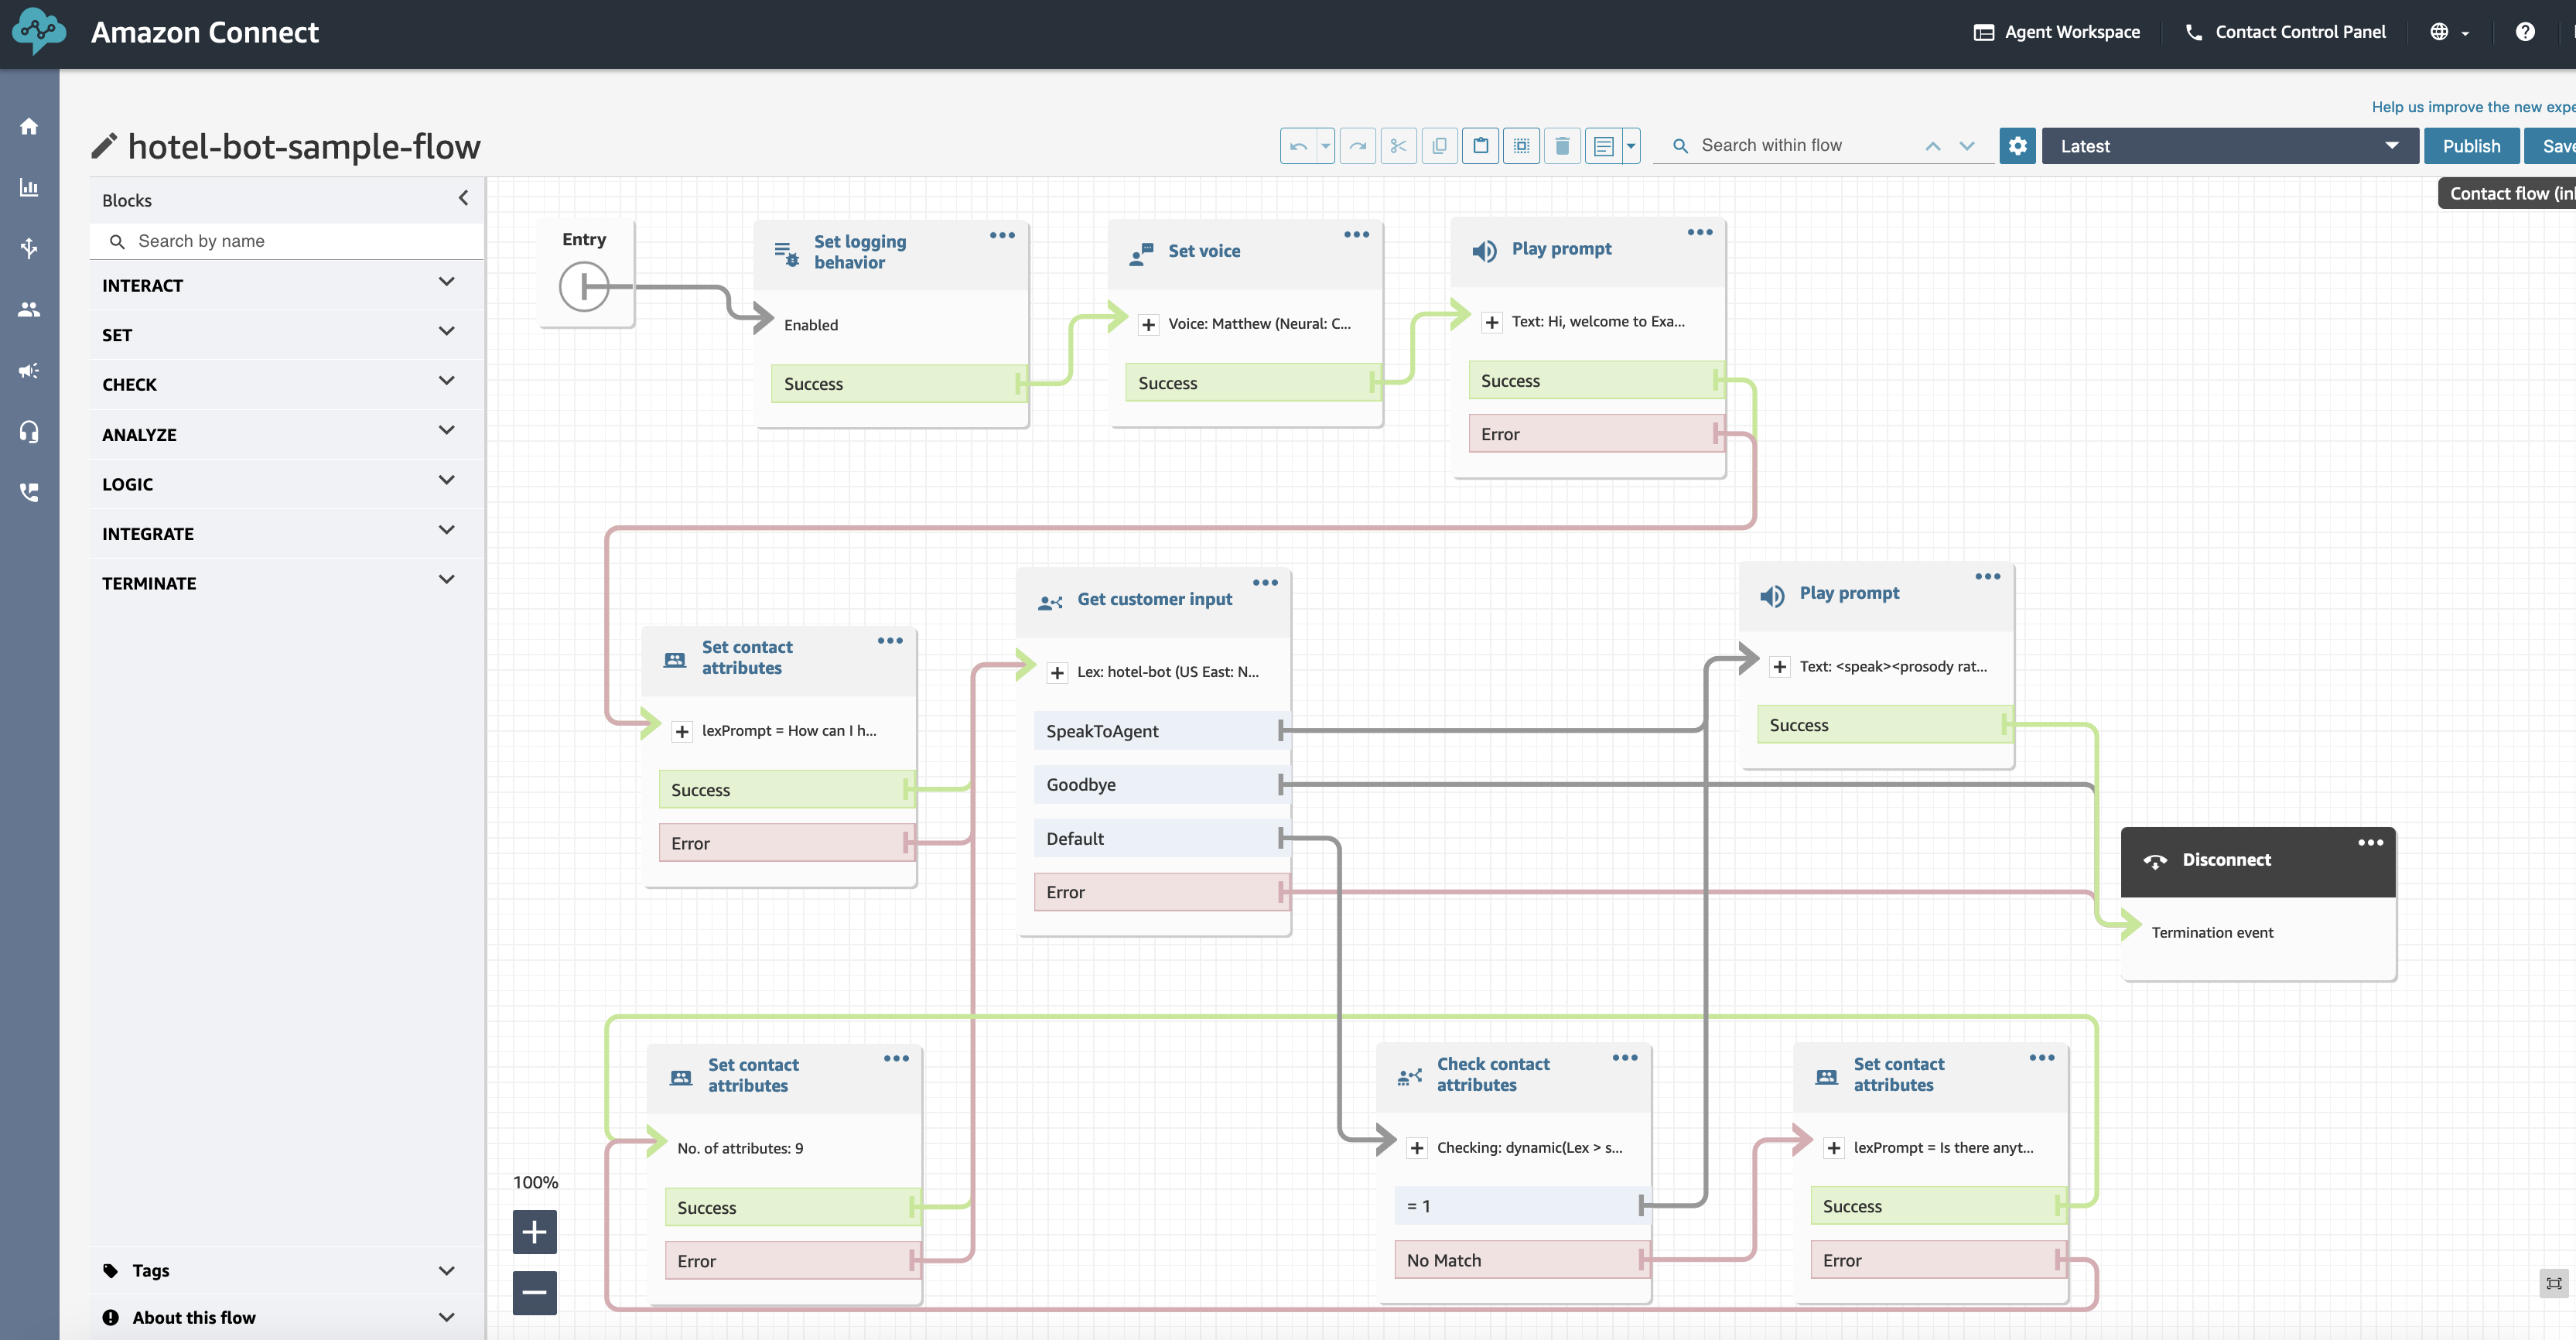 Amazon Connect
Agent Workspace
Contact Control Panel
Help us improve the new expe
hotel-bot-sample-flow
Search within flow
Latest
Publish
Save
Contact flow (in
Blocks
Search by name
INTERACT
SET
CHECK
ANALYZE
LOGIC
INTEGRATE
TERMINATE
Tags
About this flow
100%
Entry
Set logging
behavior
Enabled
Success
Set voice
Voice: Matthew (Neural: C...
Success
Play prompt
Text: Hi, welcome to Exa...
Success
Error
Set contact
attributes
lexPrompt = How can I h...
Success
Error
Get customer input
Lex: hotel-bot (US East: N...
SpeakToAgent
Goodbye
Default
Error
Play prompt
Text: <speak><prosody rat...
Success
Disconnect
Termination event
Set contact
attributes
No. of attributes: 9
Success
Error
Check contact
attributes
Checking: dynamic(Lex > s...
= 1
No Match
Set contact
attributes
lexPrompt = Is there anyt...
Success
Error